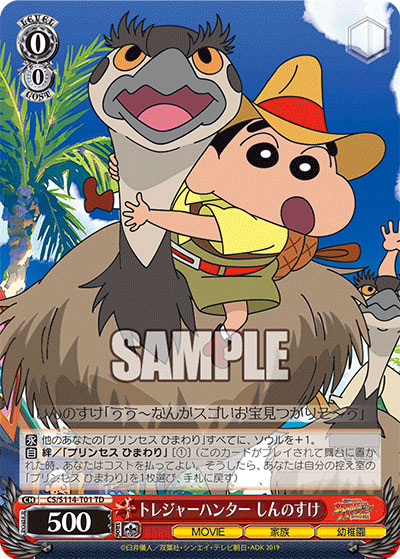 LEVEL
0
0
COST
SAMPLE
しんのすけ「うぅ～なんかスゴいお宝見つかりそ～う」
永 他のあなたの「プリンセス ひまわり」すべてに、ソウルを＋1。
自 絆／「プリンセス ひまわり」［①］（このカードがプレイされて舞台に置か
れた時、あなたはコストを払ってよい。そうしたら、あなたは自分の控え室の
「プリンセス ひまわり」を1枚選び、手札に戻す）
CH CS/S114-T01 TD
500
トレジャーハンター しんのすけ
MOVIE 家族 幼稚園
©臼井儀人／双葉社・シンエイ・テレビ朝日・ADK 2019